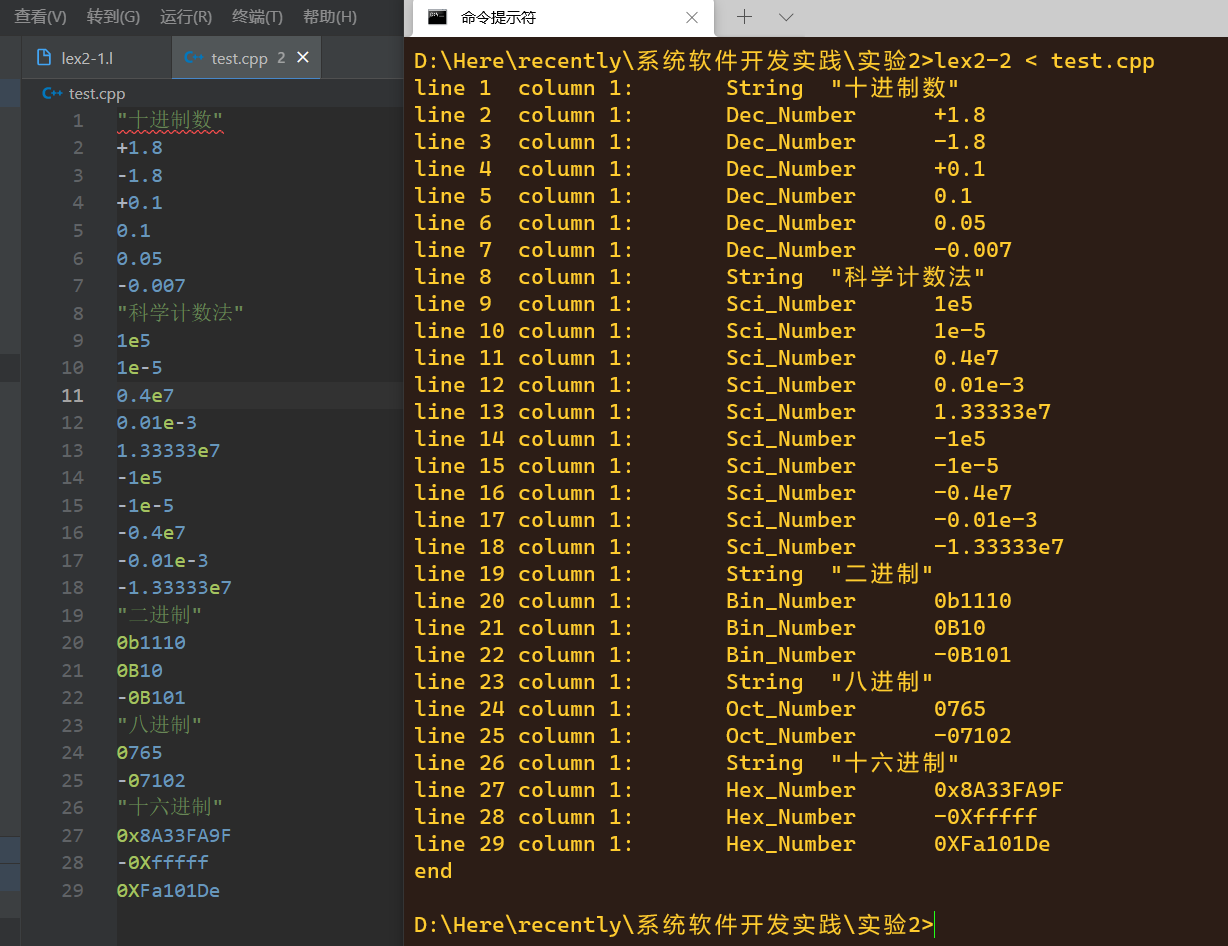 查看(V) 转到(G) 运行(R) 终端(T) 帮助(H)
lex2-1.l
C++ test.cpp 2
C++ test.cpp
1 "十进制数"
2 +1.8
3 -1.8
4 +0.1
5 0.1
6 0.05
7 -0.007
8 "科学计数法"
9 1e5
10 1e-5
11 0.4e7
12 0.01e-3
13 1.33333e7
14 -1e5
15 -1e-5
16 -0.4e7
17 -0.01e-3
18 -1.33333e7
19 "二进制"
20 0b1110
21 0B10
22 -0B101
23 "八进制"
24 0765
25 -07102
26 "十六进制"
27 0x8A33FA9F
28 -0Xfffff
29 0XFa101De
命令提示符
D:\Here\recently\系统软件开发实践\实验2>lex2-2 < test.cpp
line 1 column 1: String "十进制数"
line 2 column 1: Dec_Number +1.8
line 3 column 1: Dec_Number -1.8
line 4 column 1: Dec_Number +0.1
line 5 column 1: Dec_Number 0.1
line 6 column 1: Dec_Number 0.05
line 7 column 1: Dec_Number -0.007
line 8 column 1: String "科学计数法"
line 9 column 1: Sci_Number 1e5
line 10 column 1: Sci_Number 1e-5
line 11 column 1: Sci_Number 0.4e7
line 12 column 1: Sci_Number 0.01e-3
line 13 column 1: Sci_Number 1.33333e7
line 14 column 1: Sci_Number -1e5
line 15 column 1: Sci_Number -1e-5
line 16 column 1: Sci_Number -0.4e7
line 17 column 1: Sci_Number -0.01e-3
line 18 column 1: Sci_Number -1.33333e7
line 19 column 1: String "二进制"
line 20 column 1: Bin_Number 0b1110
line 21 column 1: Bin_Number 0B10
line 22 column 1: Bin_Number -0B101
line 23 column 1: String "八进制"
line 24 column 1: Oct_Number 0765
line 25 column 1: Oct_Number -07102
line 26 column 1: String "十六进制"
line 27 column 1: Hex_Number 0x8A33FA9F
line 28 column 1: Hex_Number -0Xfffff
line 29 column 1: Hex_Number 0XFa101De
end
D:\Here\recently\系统软件开发实践\实验2>